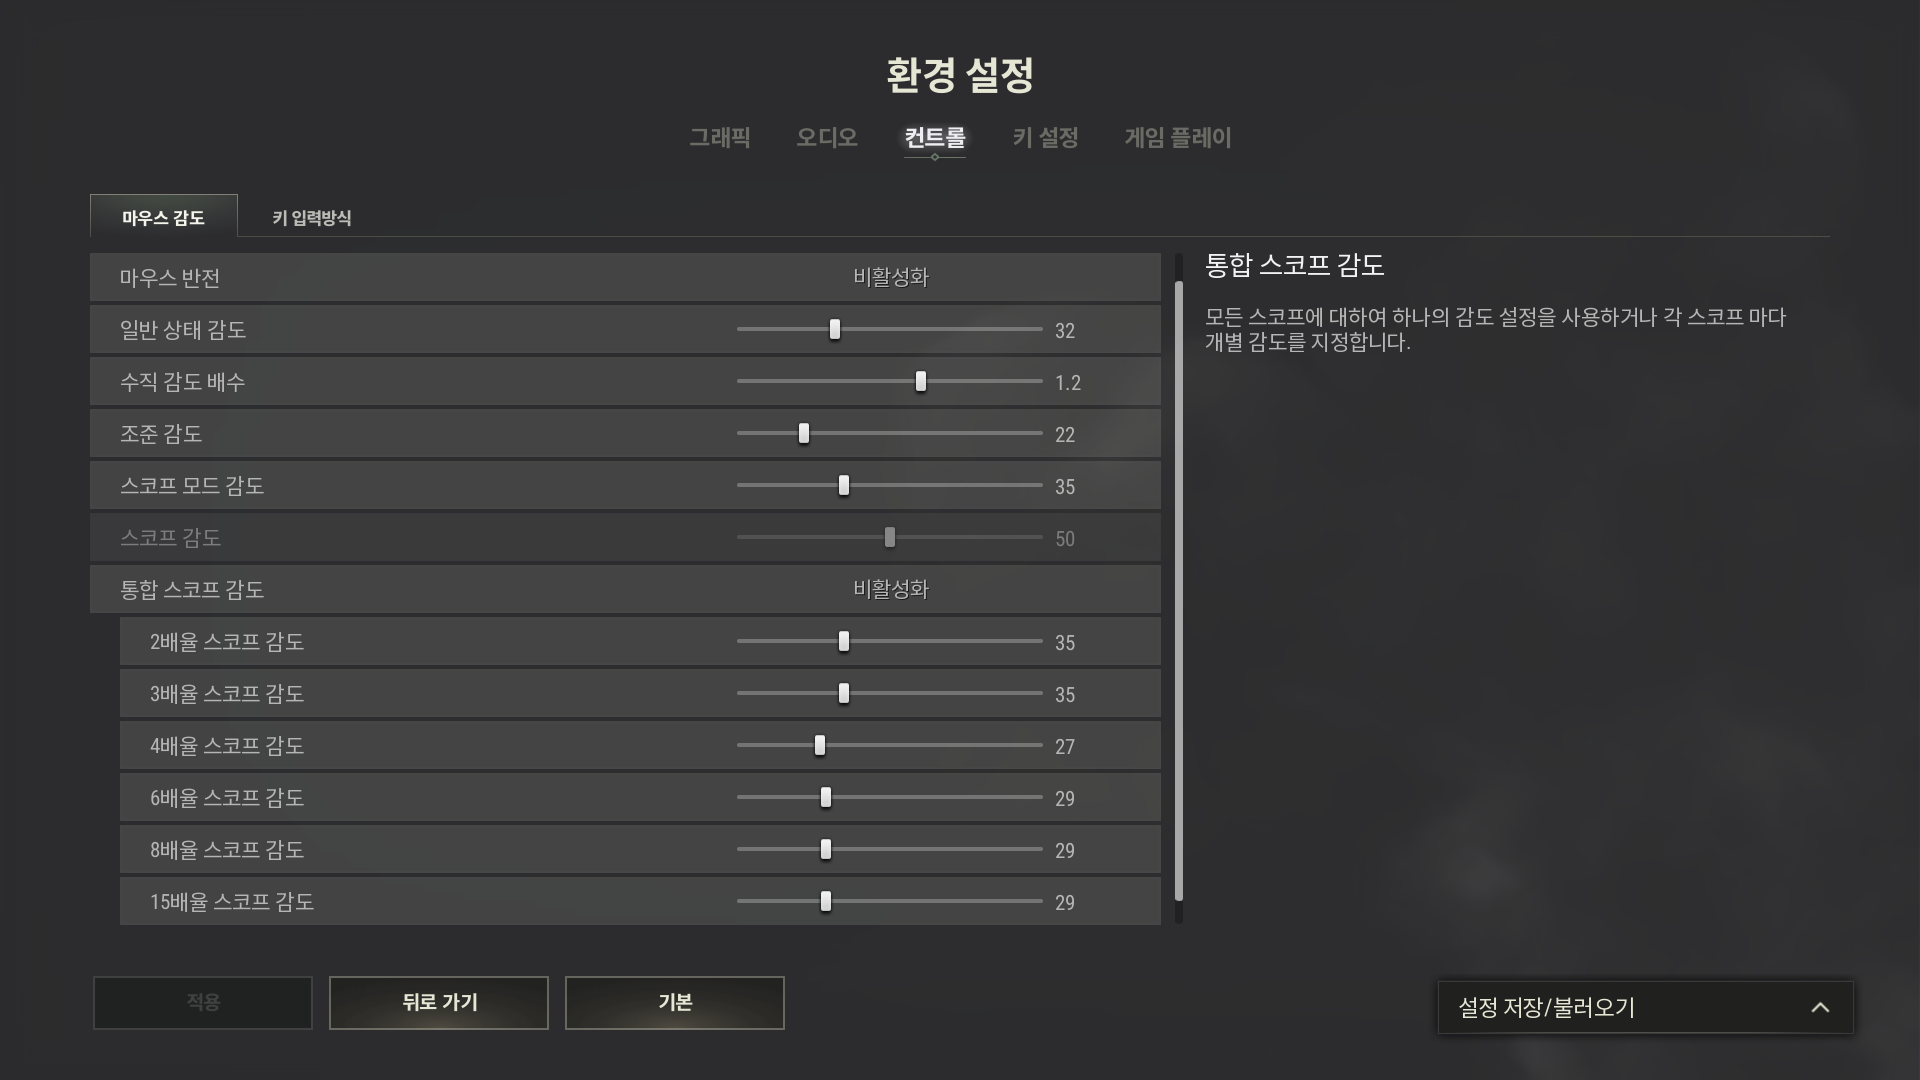 환경 설정
그래픽 오디오 컨트롤 키 설정 게임 플레이
마우스 감도 키 입력방식
마우스 반전 비활성화
일반 상태 감도 32
수직 감도 배수 1.2
조준 감도 22
스코프 모드 감도 35
스코프 감도 50
통합 스코프 감도 비활성화
2배율 스코프 감도 35
3배율 스코프 감도 35
4배율 스코프 감도 27
6배율 스코프 감도 29
8배율 스코프 감도 29
15배율 스코프 감도 29
통합 스코프 감도
모든 스코프에 대하여 하나의 감도 설정을 사용하거나 각 스코프 마다
개별 감도를 지정합니다.
적용 뒤로 가기 기본
설정 저장/불러오기